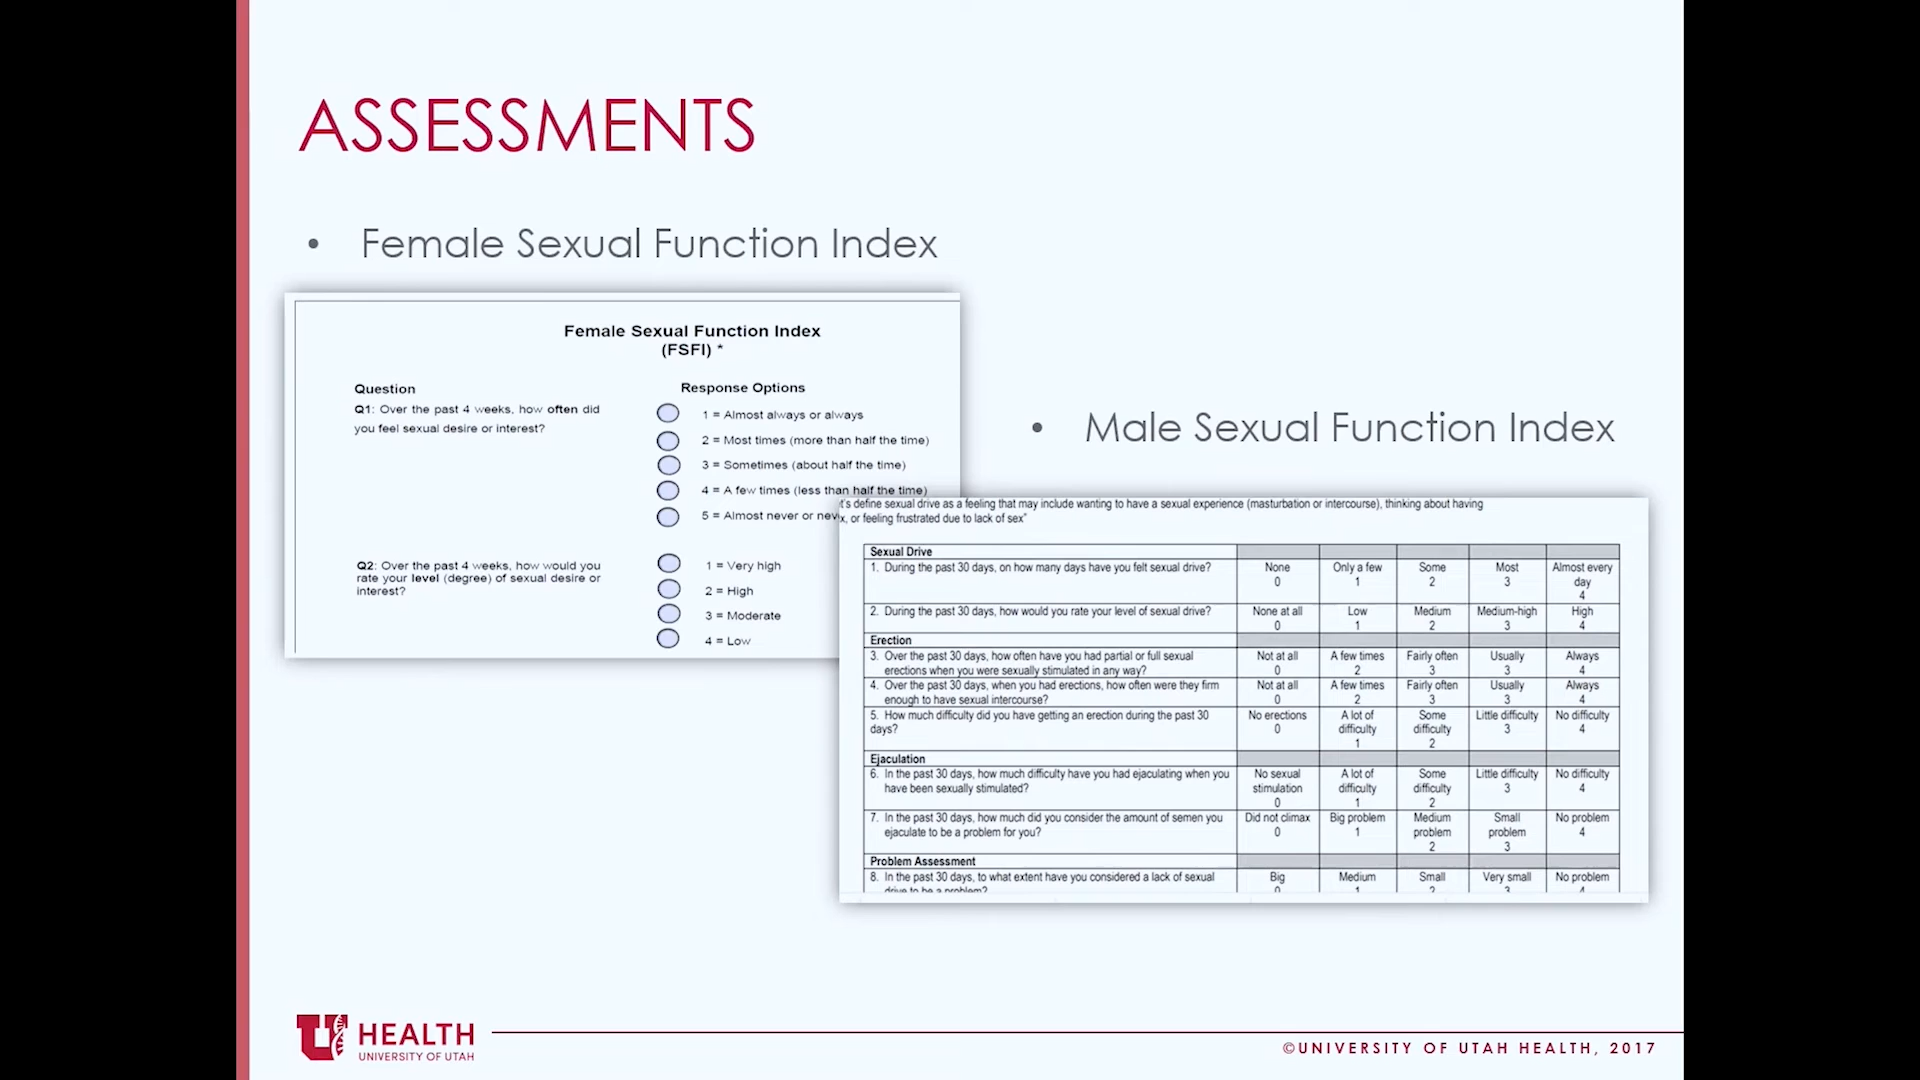 ASSESSMENTS
• Female Sexual Function Index
Female Sexual Function Index
(FSFI) *
Question
Response Options
Q1: Over the past 4 weeks, how often did
you feel sexual desire or interest?
1 = Almost always or always
2 = Most times (more than half the time)
3 = Sometimes (about half the time)
4 = A few times (less than half the time)
5 = Almost never or nev
Q2: Over the past 4 weeks, how would you
rate your level (degree) of sexual desire or
interest?
1 = Very high
2 = High
3 = Moderate
4 = Low
• Male Sexual Function Index
t's define sexual drive as a feeling that may include wanting to have a sexual experience (masturbation or intercourse), thinking about having
x, or feeling frustrated due to lack of sex"
Sexual Drive
1. During the past 30 days, on how many days have you felt sexual drive? None Only a few Some Most Almost every
0 1 2 3 day
4
2. During the past 30 days, how would you rate your level of sexual drive? None at all Low Medium Medium-high High
0 1 2 3 4
Erection
3. Over the past 30 days, how often have you had partial or full sexual Not at all A few times Fairly often Usually Always
erections when you were sexually stimulated in any way? 0 2 3 3 4
4. Over the past 30 days, when you had erections, how often were they firm Not at all A few times Fairly often Usually Always
enough to have sexual intercourse? 0 2 3 3 4
5. How much difficulty did you have getting an erection during the past 30 No erections A lot of Some Little difficulty No difficulty
days? 0 difficulty difficulty 3 4
1 2
Ejaculation
6. In the past 30 days, how much difficulty have you had ejaculating when you No sexual A lot of Some Little difficulty No difficulty
have been sexually stimulated? stimulation difficulty difficulty 3 4
0 1 2
7. In the past 30 days, how much did you consider the amount of semen you Did not climax Big problem Medium Small No problem
ejaculate to be a problem for you? 0 1 problem problem 4
2 3
Problem Assessment
8. In the past 30 days, to what extent have you considered a lack of sexual Big Medium Small Very small No problem
drive to be a problem? 0 1 2 3 4
U HEALTH
UNIVERSITY OF UTAH
©UNIVERSITY OF UTAH HEALTH, 2017